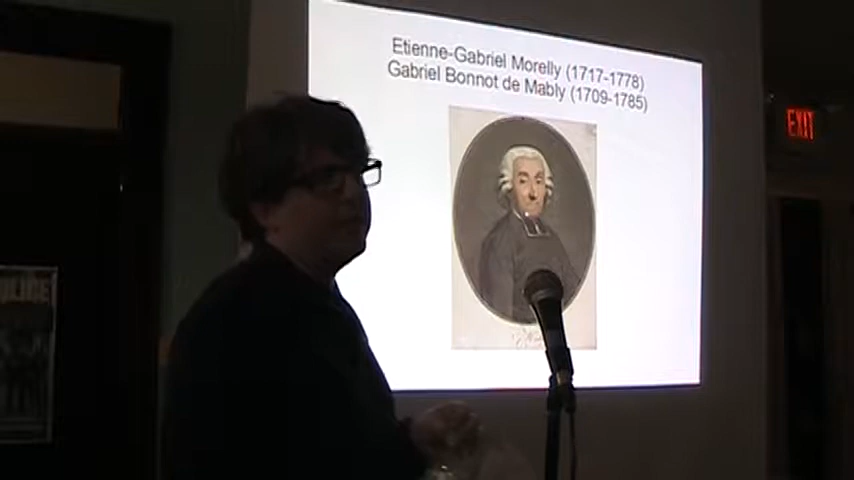 Etienne-Gabriel Morelly (1717-1778)
Gabriel Bonnot de Mably (1709-1785)
EXIT